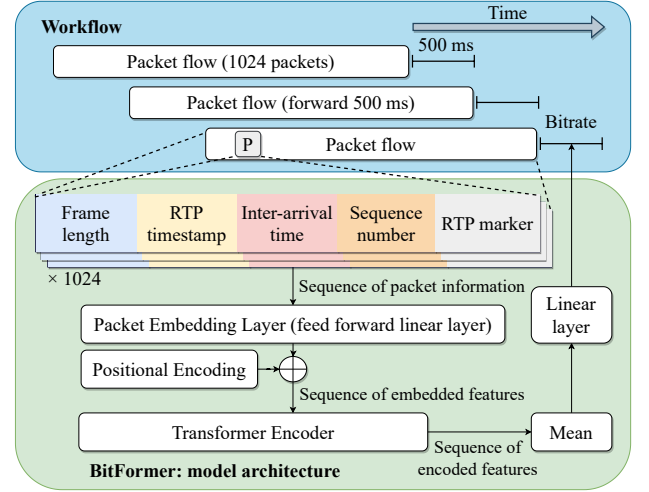 Workflow
Time
500 ms
Packet flow (1024 packets)
Packet flow (forward 500 ms)
Bitrate
P
Packet flow
Frame
length
RTP
timestamp
Inter-arrival
time
Sequence
number
RTP marker
× 1024
Sequence of packet information
Packet Embedding Layer (feed forward linear layer)
Linear
layer
Positional Encoding
Sequence of embedded features
Transformer Encoder
Mean
Sequence of
encoded features
BitFormer: model architecture